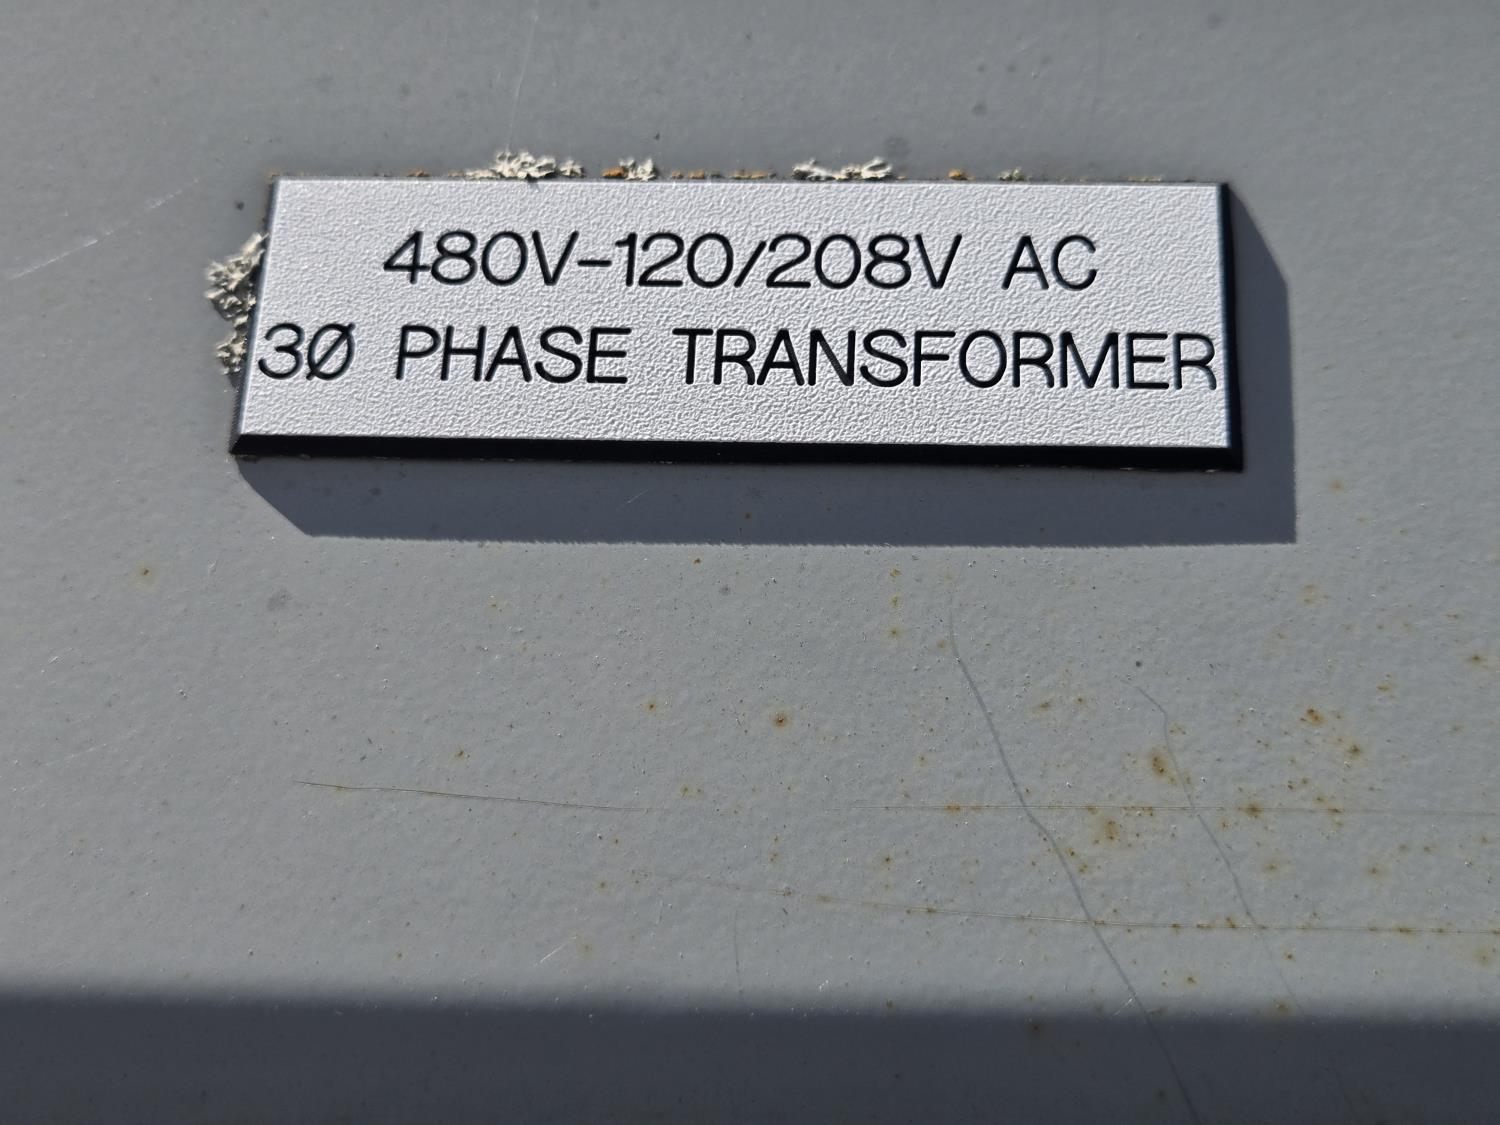 480V-120/208V AC
3Ø PHASE TRANSFORMER